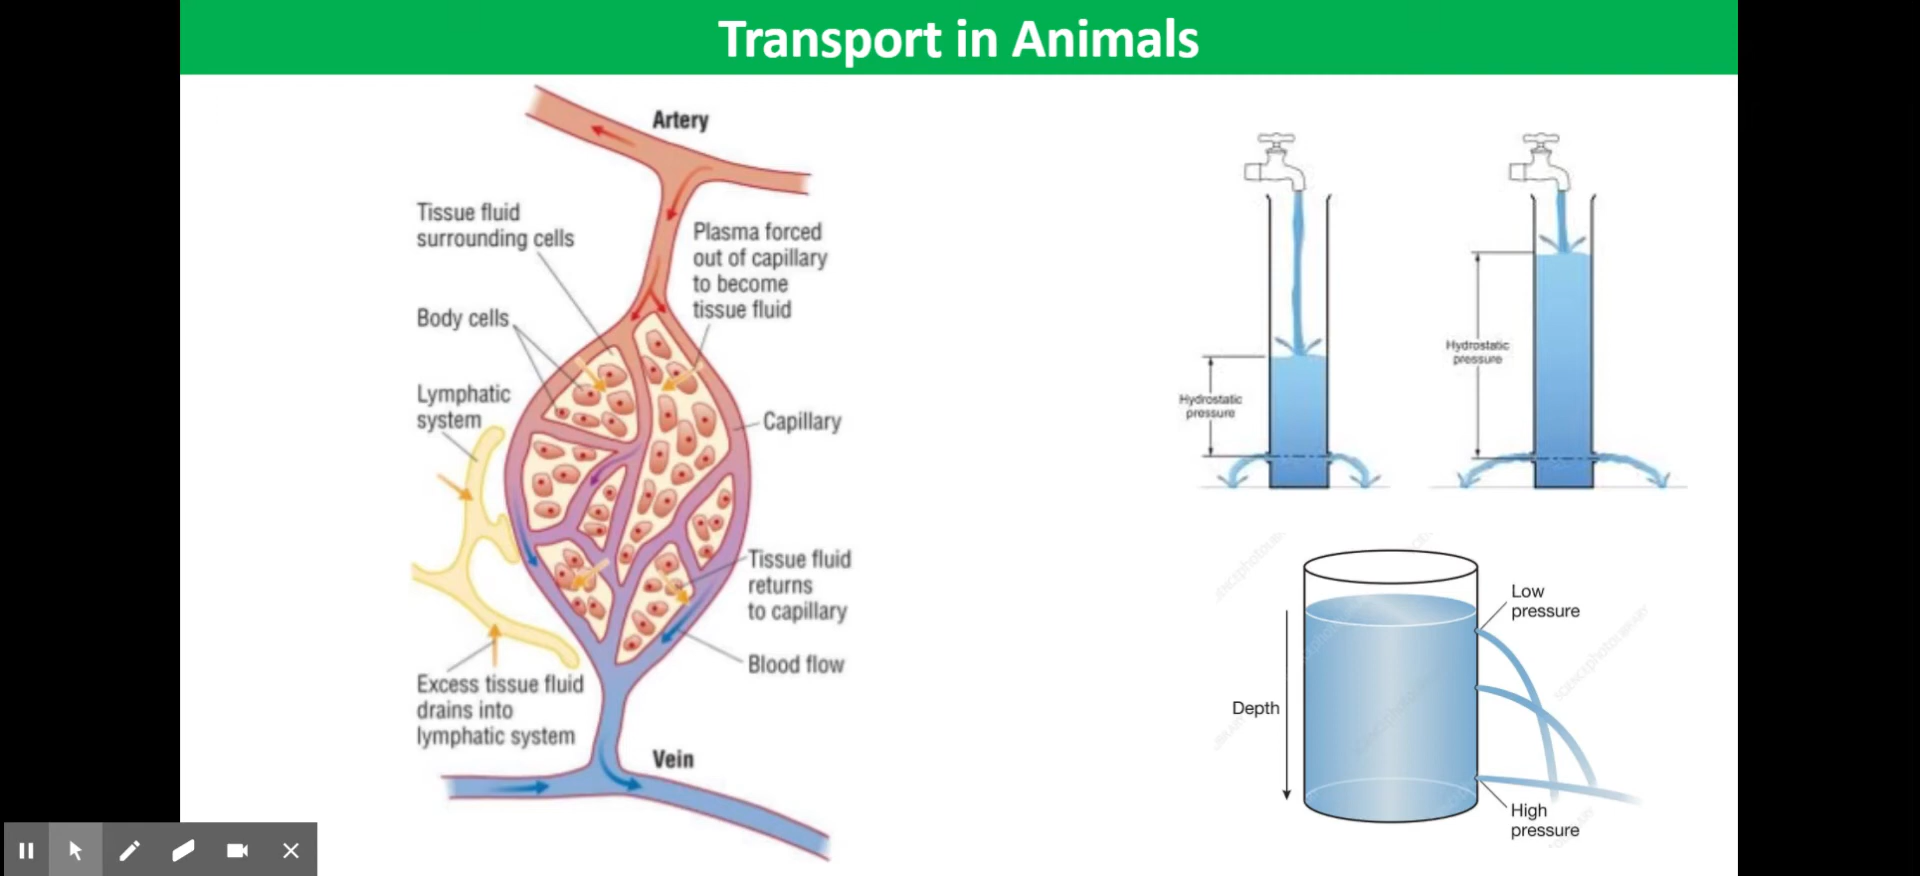 Transport in Animals
Artery
Tissue fluid
surrounding cells
Plasma forced
out of capillary
to become
tissue fluid
Body cells
Lymphatic
system
Capillary
Tissue fluid
returns
to capillary
Blood flow
Excess tissue fluid
drains into
lymphatic system
Vein
Hydrostatic
pressure
Hydrostatic
pressure
Low
pressure
Depth
High
pressure